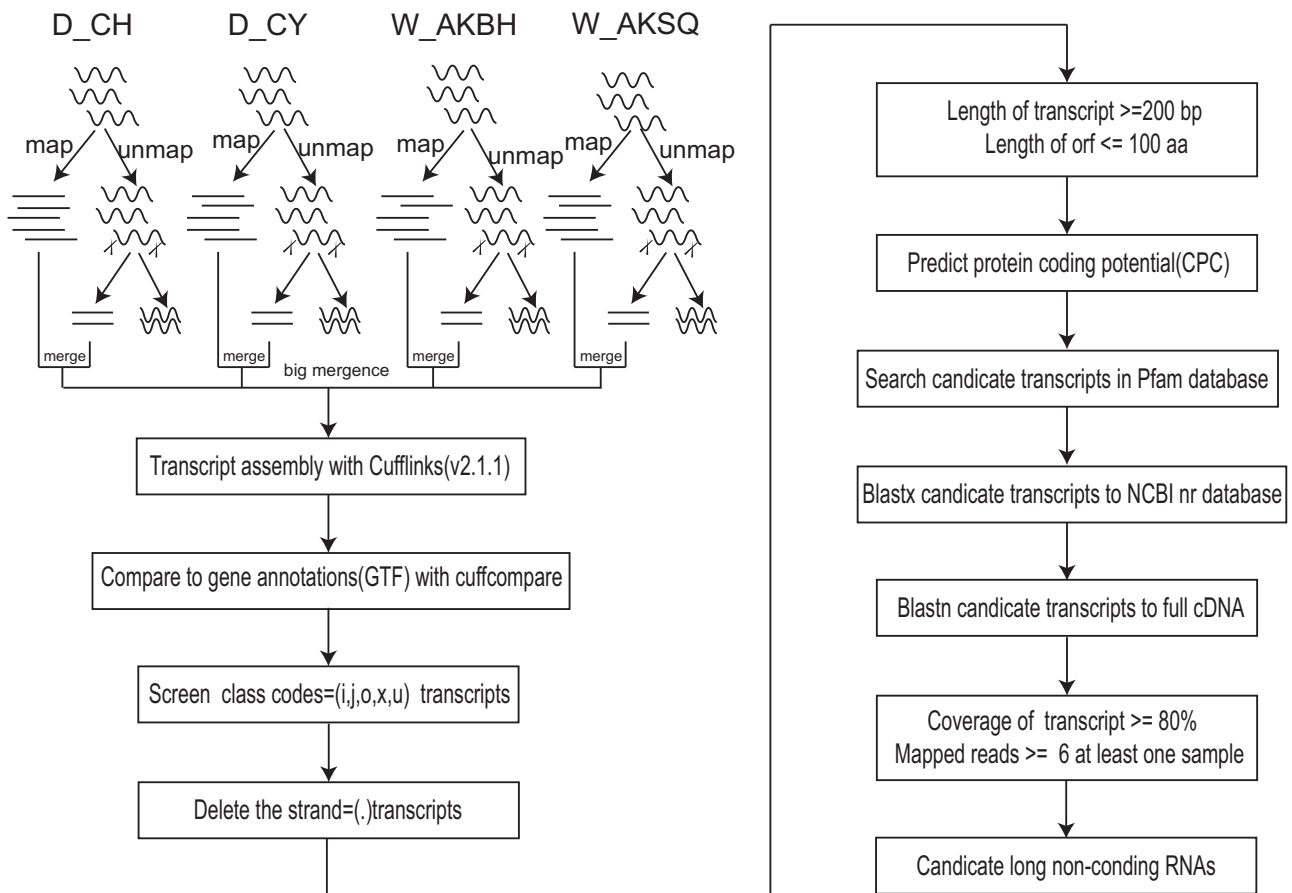 D_CH
D_CY
W_AKBH
W_AKSQ
map
unmap
map
unmap
map
unmap
map
unmap
merge
merge
merge
merge
big mergence
Transcript assembly with Cufflinks(v2.1.1)
Compare to gene annotations(GTF) with cuffcompare
Screen class codes=(i,j,o,x,u) transcripts
Delete the strand=(.)transcripts
Length of transcript >=200 bp
Length of orf <= 100 aa
Predict protein coding potential(CPC)
Search candicate transcripts in Pfam database
Blastx candicate transcripts to NCBI nr database
Blastn candicate transcripts to full cDNA
Coverage of transcript >= 80%
Mapped reads >= 6 at least one sample
Candicate long non-conding RNAs